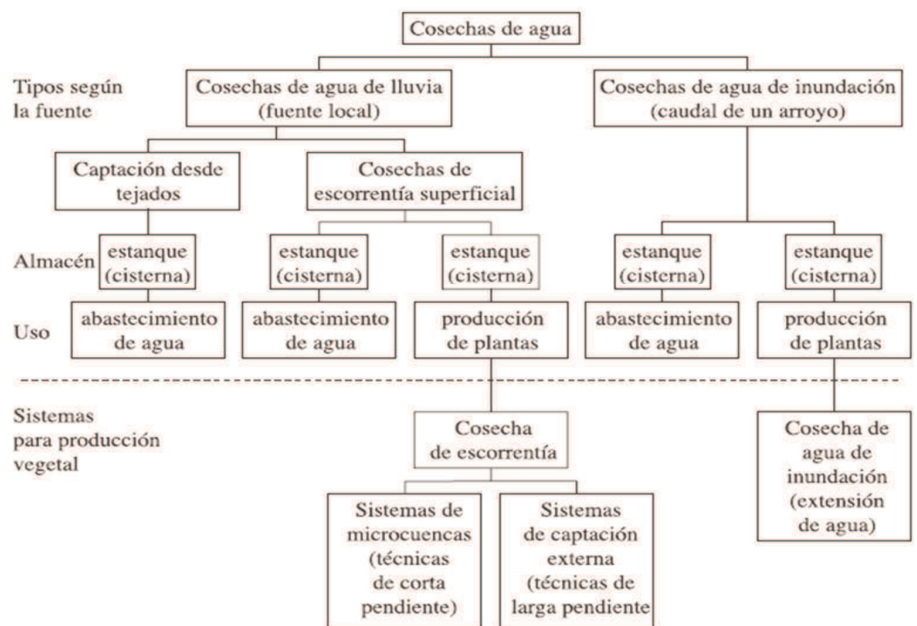 Cosechas de agua
Tipos según
la fuente
Cosechas de agua de lluvia
(fuente local)
Cosechas de agua de inundación
(caudal de un arroyo)
Captación desde
tejados
Cosechas de
escorrentía superficial
Almacén
estanque
(cisterna)
estanque
(cisterna)
estanque
(cisterna)
estanque
(cisterna)
estanque
(cisterna)
Uso
abastecimiento
de agua
abastecimiento
de agua
producción
de plantas
abastecimiento
de agua
producción
de plantas
Sistemas
para producción
vegetal
Cosecha
de escorrentía
Cosecha de
agua de
inundación
(extensión
de agua)
Sistemas de
microcuencas
(técnicas
de corta
pendiente)
Sistemas
de captación
externa
(técnicas de
larga pendiente